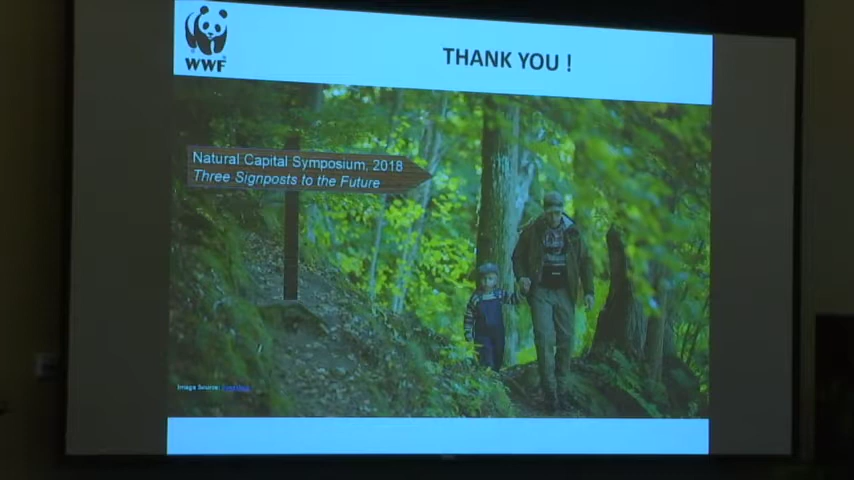 WWF
THANK YOU !
Natural Capital Symposium, 2018
Three Signposts to the Future
Image Source: